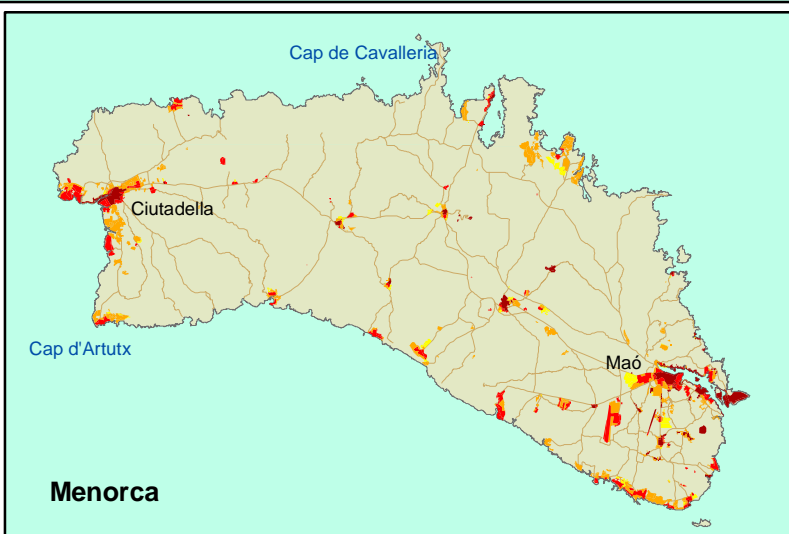 Cap de Cavalleria
Ciutadella
Cap d'Artutx
Maó
Menorca